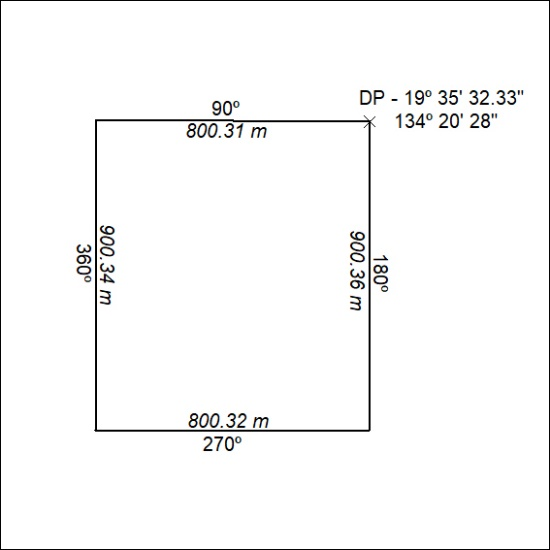 DP - 19º 35' 32.33"
134º 20' 28"
90º
800.31 m
360º
900.34 m
900.36 m
180º
800.32 m
270º